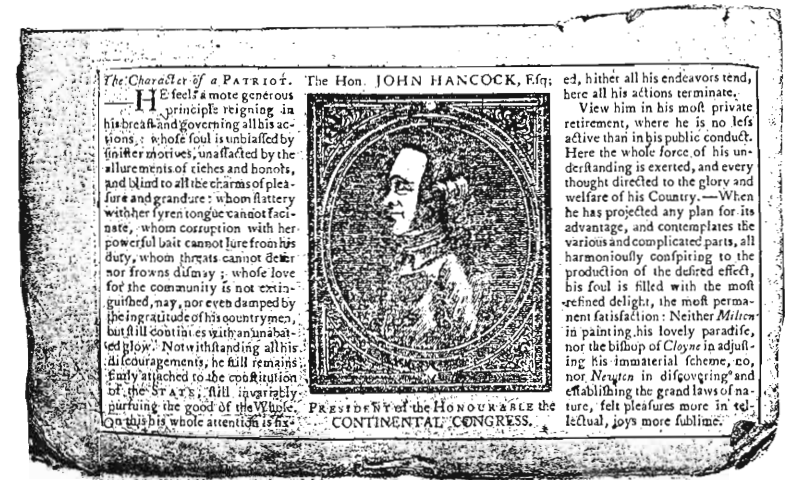 The Character of a PATRIOT.
— HE feels a more generous
principle reigning in
his breaſt and governing all his ac-
tions, : whoſe ſoul is unbiaſſed by
ſiniſter motives, unaſſacted by the
allurements of riches and honors,
and blind to all the charms of plea-
ſure and grandure : whom flattery
with her ſyren tongue cannot faci-
nate, whom corruption with her
powerful bait cannot lure from his
duty, whom threats cannot deter
nor frowns diſmay ; whoſe love
for the community is not extin-
guiſhed, nay, nor even damped by
the ingratitude of his countrymen,
but ſtill continues with an unabat-
ed glow. Notwithſtanding all his
diſcouragements, he ſtill remains
firmly attached to the conſtitution
of the STATE, ſtill invariably
purſuing the good of the Whole.
On this his whole attention is fix-
The Hon. JOHN HANCOCK, Eſq;
PRESIDENT of the HONOURABLE the
CONTINENTAL CONGRESS.
ed, hither all his endeavors tend,
here all his actions terminate.
View him in his moſt private
retirement, where he is no leſs
active than in his public conduct.
Here the whole force of his un-
derſtanding is exerted, and every
thought directed to the glory and
welfare of his Country.—When
he has projected any plan for its
advantage, and contemplates the
various and complicated parts, all
harmoniouſly conſpiring to the
production of the deſired effect,
his ſoul is filled with the moſt
refined delight, the moſt perma-
nent ſatisfaction : Neither Milton
in painting his lovely paradiſe,
nor the biſhop of Cloyne in adjuſt-
ing his immaterial ſcheme, no,
nor Newton in diſcovering and
eſtabliſhing the grand laws of na-
ture, felt pleaſures more in tel-
lectual, joys more ſublime.